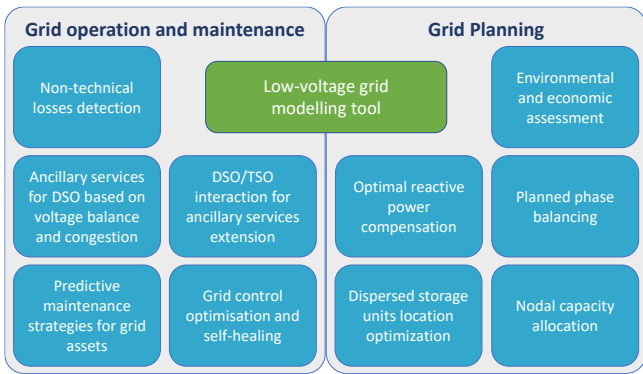 Grid operation and maintenance
Non-technical
losses detection
Ancillary services
for DSO based on
voltage balance
and congestion
DSO/TSO
interaction for
ancillary services
extension
Predictive
maintenance
strategies for grid
assets
Grid control
optimisation and
self-healing
Low-voltage grid
modelling tool
Grid Planning
Environmental
and economic
assessment
Optimal reactive
power
compensation
Planned phase
balancing
Dispersed storage
units location
optimization
Nodal capacity
allocation